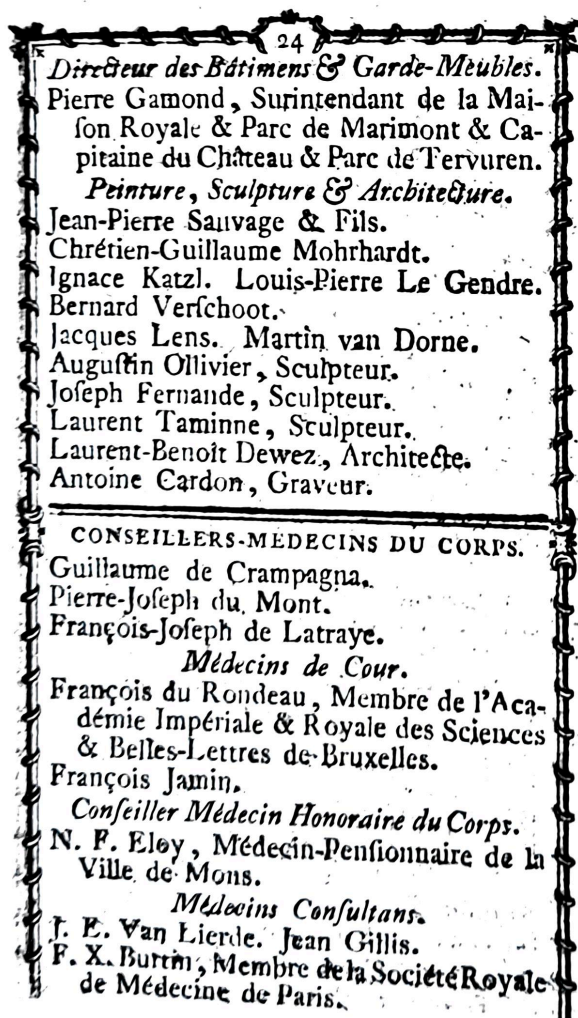 24
Directeur des Bâtimens & Garde-Meubles.
Pierre Gamond, Surintendant de la Mai-
ſon Royale & Parc de Marimont & Ca-
pitaine du Château & Parc de Tervuren.
Peinture, Sculpture & Architecture.
Jean-Pierre Sauvage & Fils.
Chrétien-Guillaume Mohrhardt.
Ignace Katzl. Louis-Pierre Le Gendre.
Bernard Verſchoot.
Jacques Lens. Martin van Dorne.
Auguſtin Ollivier, Sculpteur.
Joſeph Fernande, Sculpteur.
Laurent Taminne, Sculpteur.
Laurent-Benoît Dewez, Architecte.
Antoine Cardon, Graveur.
CONSEILLERS-MEDECINS DU CORPS.
Guillaume de Crampagna.
Pierre-Joſeph du Mont.
François-Joſeph de Latraye.
Médecins de Cour.
François du Rondeau, Membre de l'Aca-
démie Impériale & Royale des Sciences
& Belles-Lettres de Bruxelles.
François Jamin.
Conſeiller Médecin Honoraire du Corps.
N. F. Eloy, Médecin-Penſionnaire de la
Ville de Mons.
Médecins Conſultans.
J. E. Van Lierde. Jean Gillis.
F. X. Burtin, Membre de la Société Royale
de Médecine de Paris.